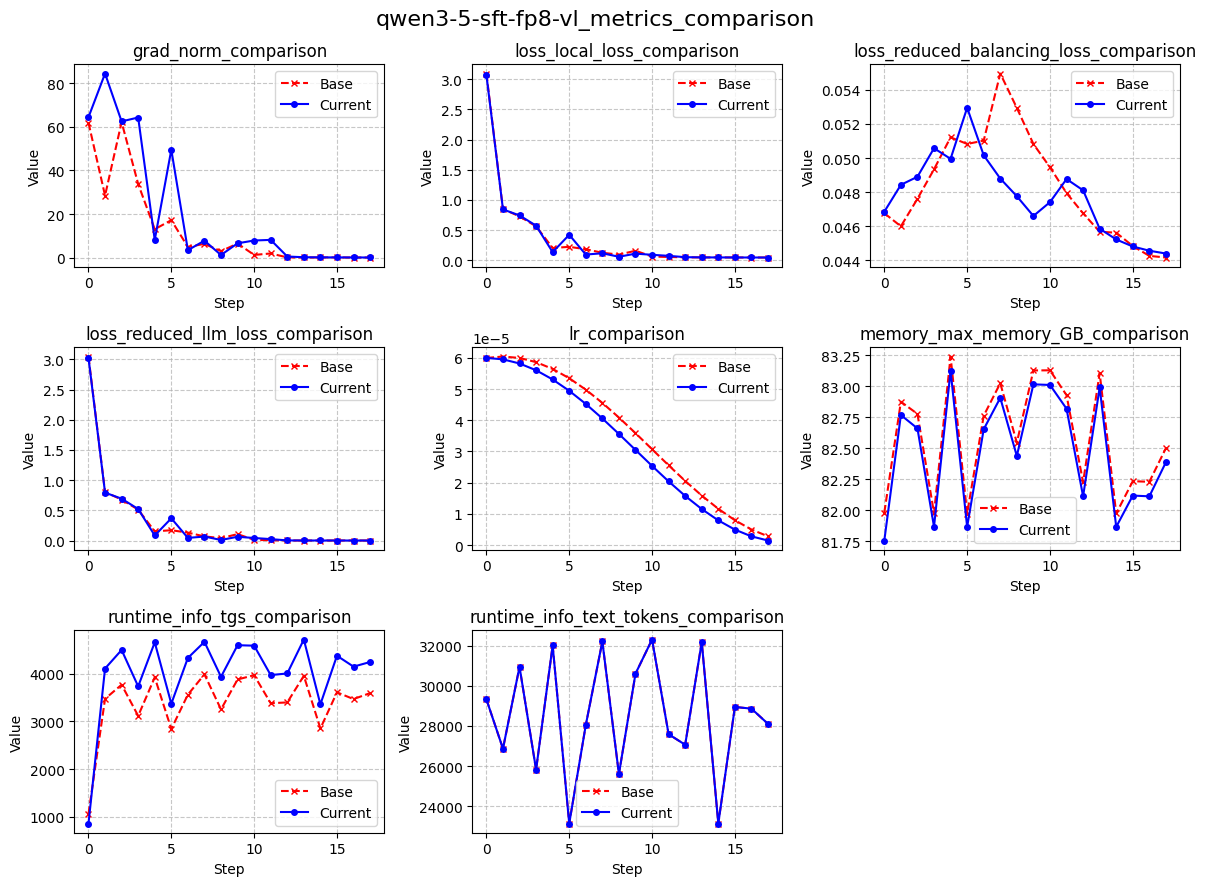 qwen3-5-sft-fp8-vl_metrics_comparison
grad_norm_comparison
80
60
40
20
0
Value
0 5 10 15
Step
Base
Current
loss_local_loss_comparison
3.0
2.5
2.0
1.5
1.0
0.5
0.0
Value
0 5 10 15
Step
Base
Current
loss_reduced_balancing_loss_comparison
0.054
0.052
0.050
0.048
0.046
0.044
Value
0 5 10 15
Step
Base
Current
loss_reduced_llm_loss_comparison
3.0
2.5
2.0
1.5
1.0
0.5
0.0
Value
0 5 10 15
Step
Base
Current
lr_comparison
1e−5
6
5
4
3
2
1
0
Value
0 5 10 15
Step
Base
Current
memory_max_memory_GB_comparison
83.25
83.00
82.75
82.50
82.25
82.00
81.75
Value
0 5 10 15
Step
Base
Current
runtime_info_tgs_comparison
4000
3000
2000
1000
Value
0 5 10 15
Step
Base
Current
runtime_info_text_tokens_comparison
32000
30000
28000
26000
24000
Value
0 5 10 15
Step
Base
Current